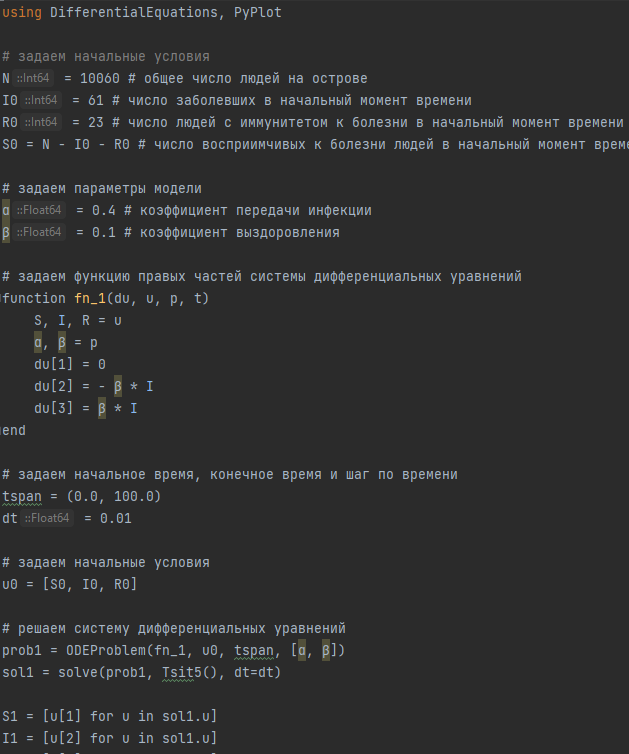 using DifferentialEquations, PyPlot
# задаем начальные условия
N ::Int64 = 10060 # общее число людей на острове
I0 ::Int64 = 61 # число заболевших в начальный момент времени
R0 ::Int64 = 23 # число людей с иммунитетом к болезни в начальный момент времени
S0 = N - I0 - R0 # число восприимчивых к болезни людей в начальный момент
# задаем параметры модели
α ::Float64 = 0.4 # коэффициент передачи инфекции
β ::Float64 = 0.1 # коэффициент выздоровления
# задаем функцию правых частей системы дифференциальных уравнений
function fn_1(du, u, p, t)
S, I, R = u
α, β = p
du[1] = 0
du[2] = - β * I
du[3] = β * I
end
# задаем начальное время, конечное время и шаг по времени
tspan = (0.0, 100.0)
dt ::Float64 = 0.01
# задаем начальные условия
u0 = [S0, I0, R0]
# решаем систему дифференциальных уравнений
prob1 = ODEProblem(fn_1, u0, tspan, [α, β])
sol1 = solve(prob1, Tsit5(), dt=dt)
S1 = [u[1] for u in sol1.u]
I1 = [u[2] for u in sol1.u]